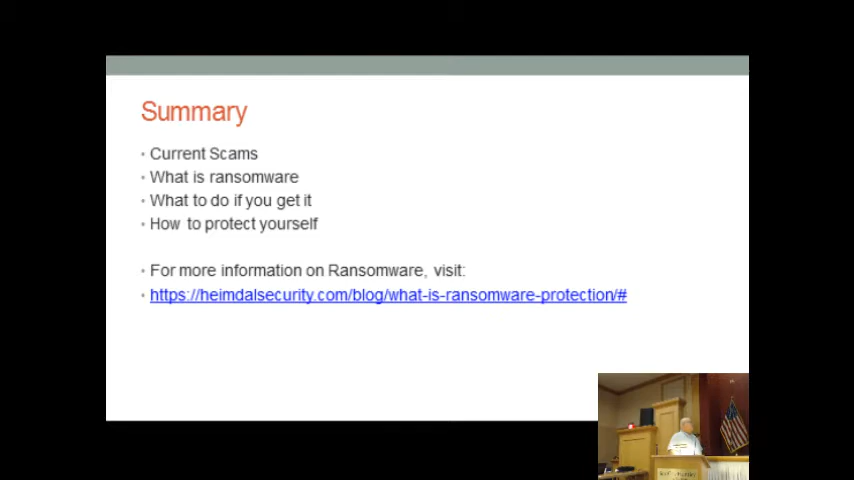 Summary
• Current Scams
• What is ransomware
• What to do if you get it
• How to protect yourself
• For more information on Ransomware, visit:
• https://heimdalsecurity.com/blog/what-is-ransomware-protection/#